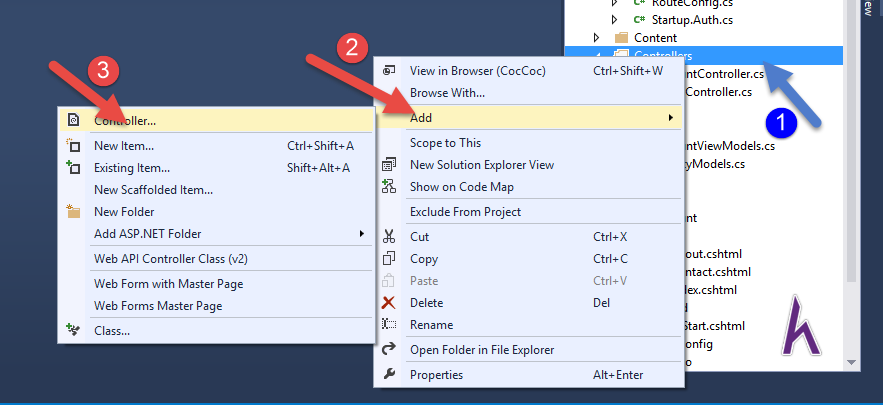 RouteConfig.cs
Startup.Auth.cs
Content
Controllers
ntController.cs
Controller.cs
ntViewModels.cs
yModels.cs
nt
out.cshtml
ntact.cshtml
ex.cshtml
d
Start.cshtml
onfig
o
View
1
2
View in Browser (CocCoc) Ctrl+Shift+W
Browse With...
Add
Scope to This
New Solution Explorer View
Show on Code Map
Exclude From Project
Cut Ctrl+X
Copy Ctrl+C
Paste Ctrl+V
Delete Del
Rename
Open Folder in File Explorer
Properties Alt+Enter
3
Controller...
New Item... Ctrl+Shift+A
Existing Item... Shift+Alt+A
New Scaffolded Item...
New Folder
Add ASP.NET Folder
Web API Controller Class (v2)
Web Form with Master Page
Web Forms Master Page
Class...
h